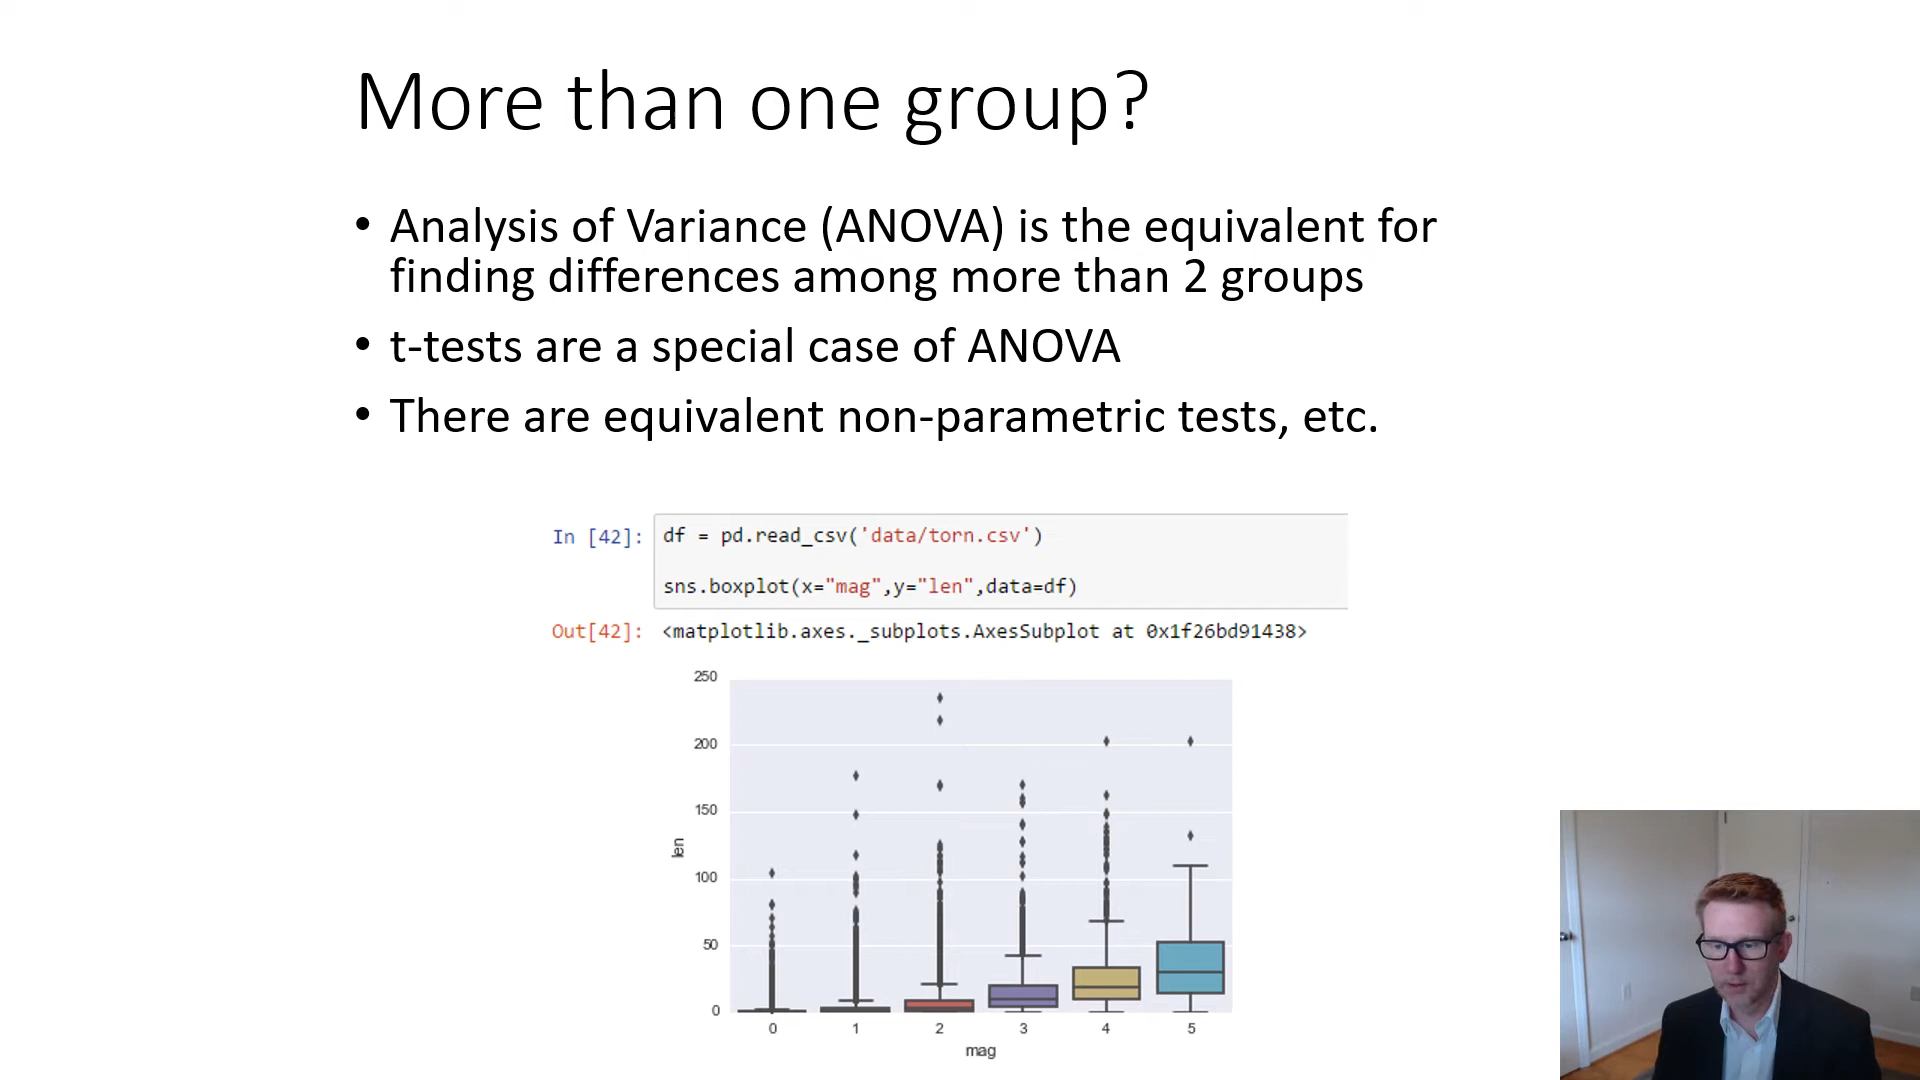 More than one group?
• Analysis of Variance (ANOVA) is the equivalent for
finding differences among more than 2 groups
• t-tests are a special case of ANOVA
• There are equivalent non-parametric tests, etc.
In [42]: df = pd.read_csv('data/torn.csv')
sns.boxplot(x="mag",y="len",data=df)
Out[42]: <matplotlib.axes._subplots.AxesSubplot at 0x1f26bd91438>
250
200
150
len
100
50
0
0 1 2 3 4 5
mag